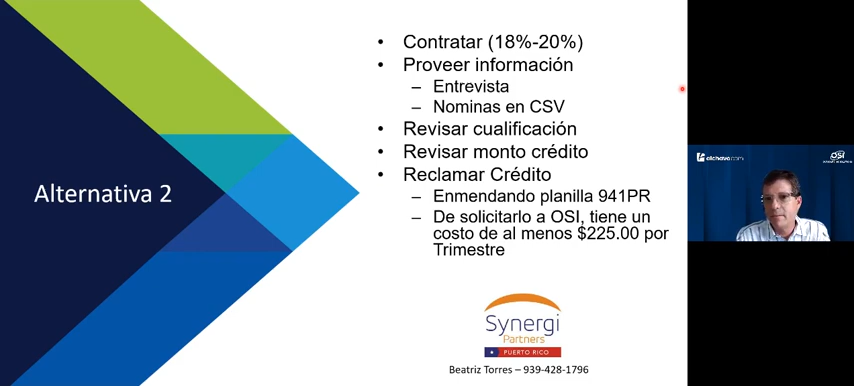 Alternativa 2
• Contratar (18%-20%)
• Proveer información
– Entrevista
– Nominas en CSV
• Revisar cualificación
• Revisar monto crédito
• Reclamar Crédito
– Enmendando planilla 941PR
– De solicitarlo a OSI, tiene un
costo de al menos $225.00 por
Trimestre
Synergi
Partners
PUERTO RICO
Beatriz Torres – 939-428-1796
elchavo.com
OSI